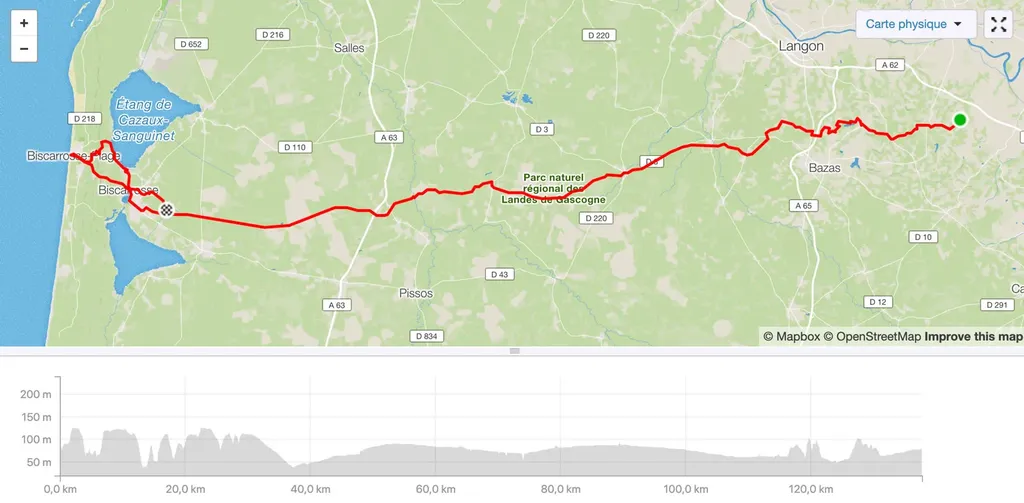 +
−
D 652
D 216
Salles
D 220
Carte physique
Langon
A 62
Étang de
Cazaux-
Sanguinet
D 218
A 63
D 3
D 110
Biscarrosse-Plage
Bazas
Parc naturel
régional des
Landes de Gascogne
Biscarrosse
D 220
A 65
D 10
D 43
Pissos
A 63
D 12
D 291
D 834
© Mapbox © OpenStreetMap Improve this map
200 m
150 m
100 m
50 m
0,0 km
20,0 km
40,0 km
60,0 km
80,0 km
100,0 km
120,0 km